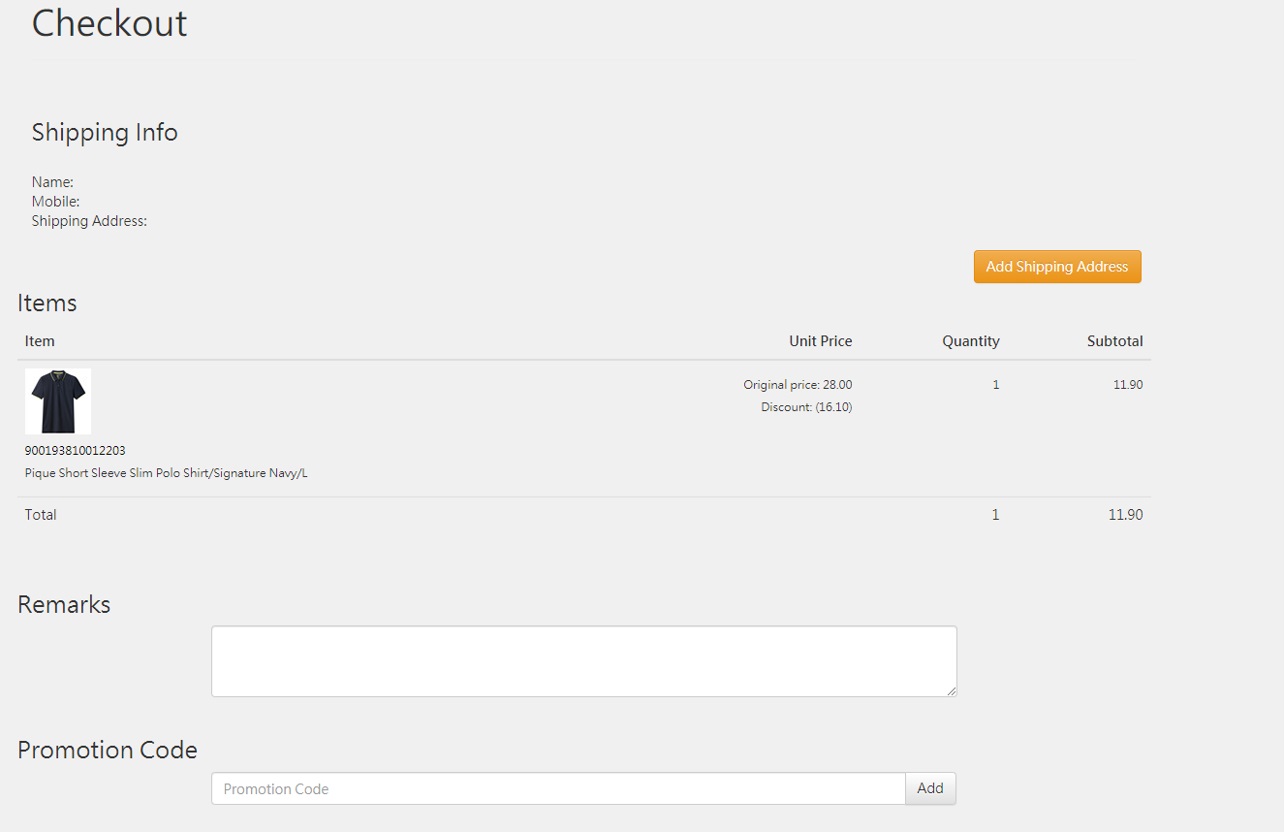 Checkout
Shipping Info
Name:
Mobile:
Shipping Address:
Add Shipping Address
Items
Item Unit Price Quantity Subtotal
Original price: 28.00 1 11.90
Discount: (16.10)
900193810012203
Pique Short Sleeve Slim Polo Shirt/Signature Navy/L
Total 1 11.90
Remarks
Promotion Code
Promotion Code Add